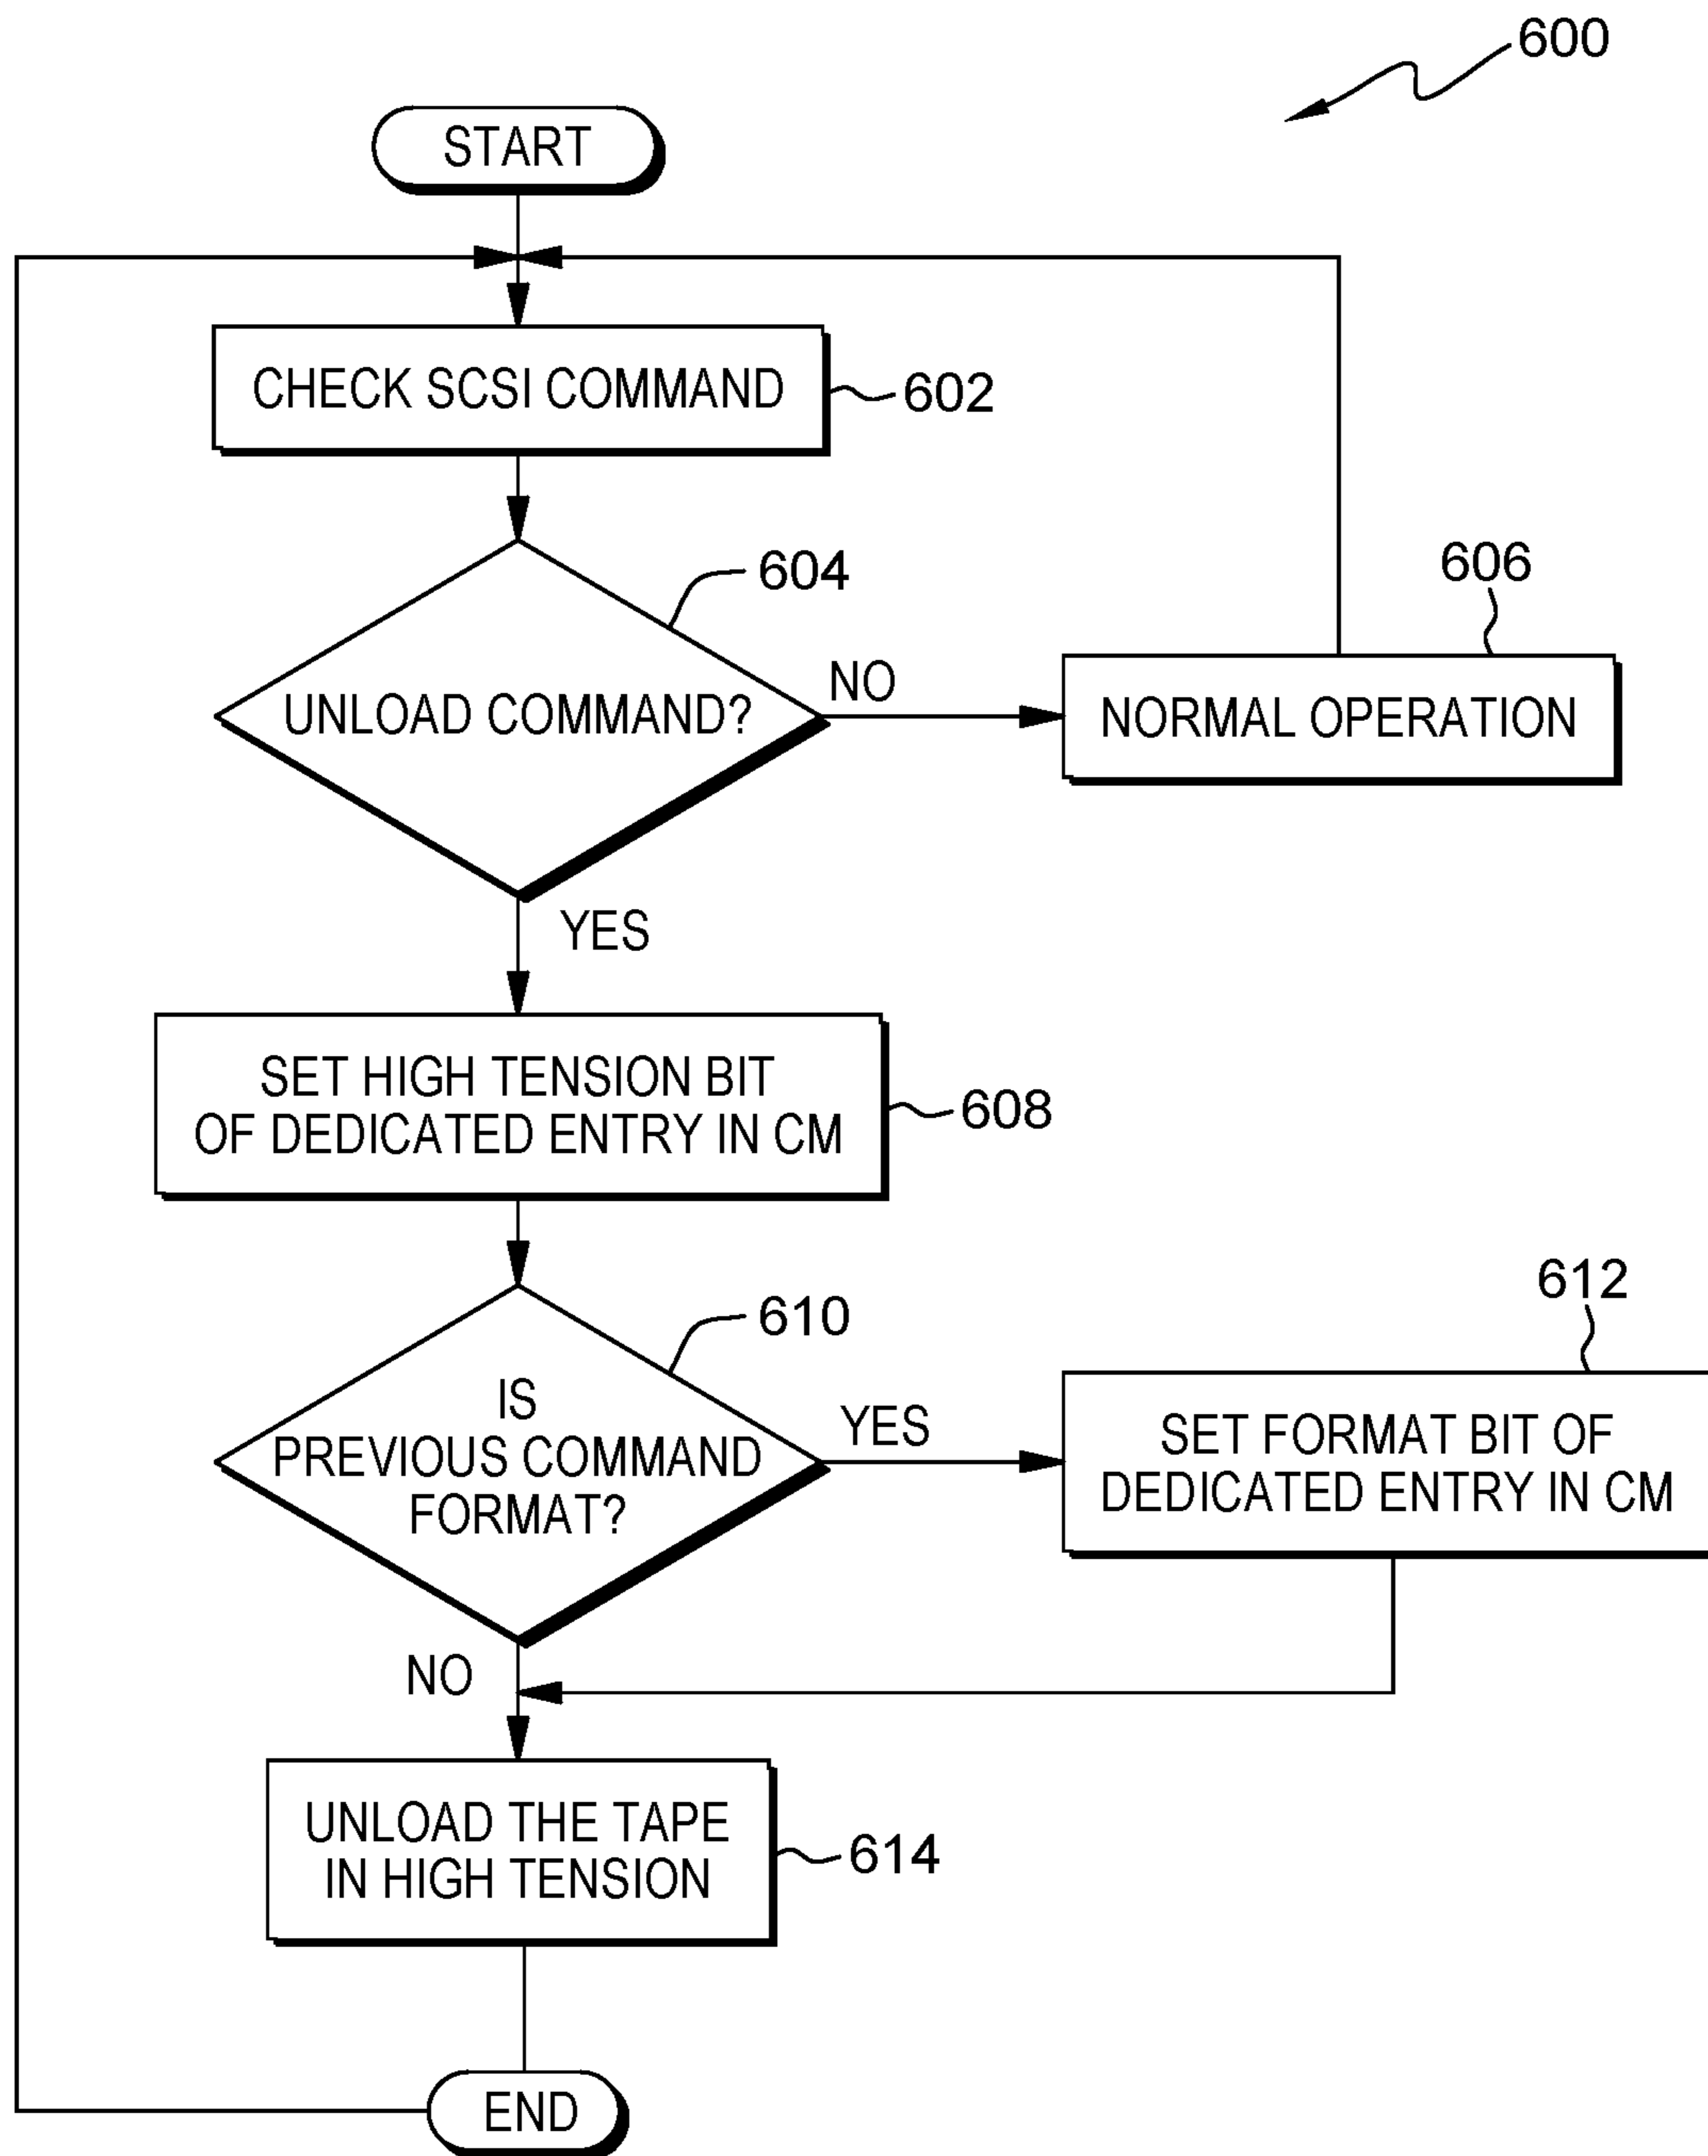 600
START
CHECK SCSI COMMAND
602
604
UNLOAD COMMAND?
NO
606
NORMAL OPERATION
YES
SET HIGH TENSION BIT
OF DEDICATED ENTRY IN CM
608
610
IS
PREVIOUS COMMAND
FORMAT?
YES
612
SET FORMAT BIT OF
DEDICATED ENTRY IN CM
NO
UNLOAD THE TAPE
IN HIGH TENSION
614
END